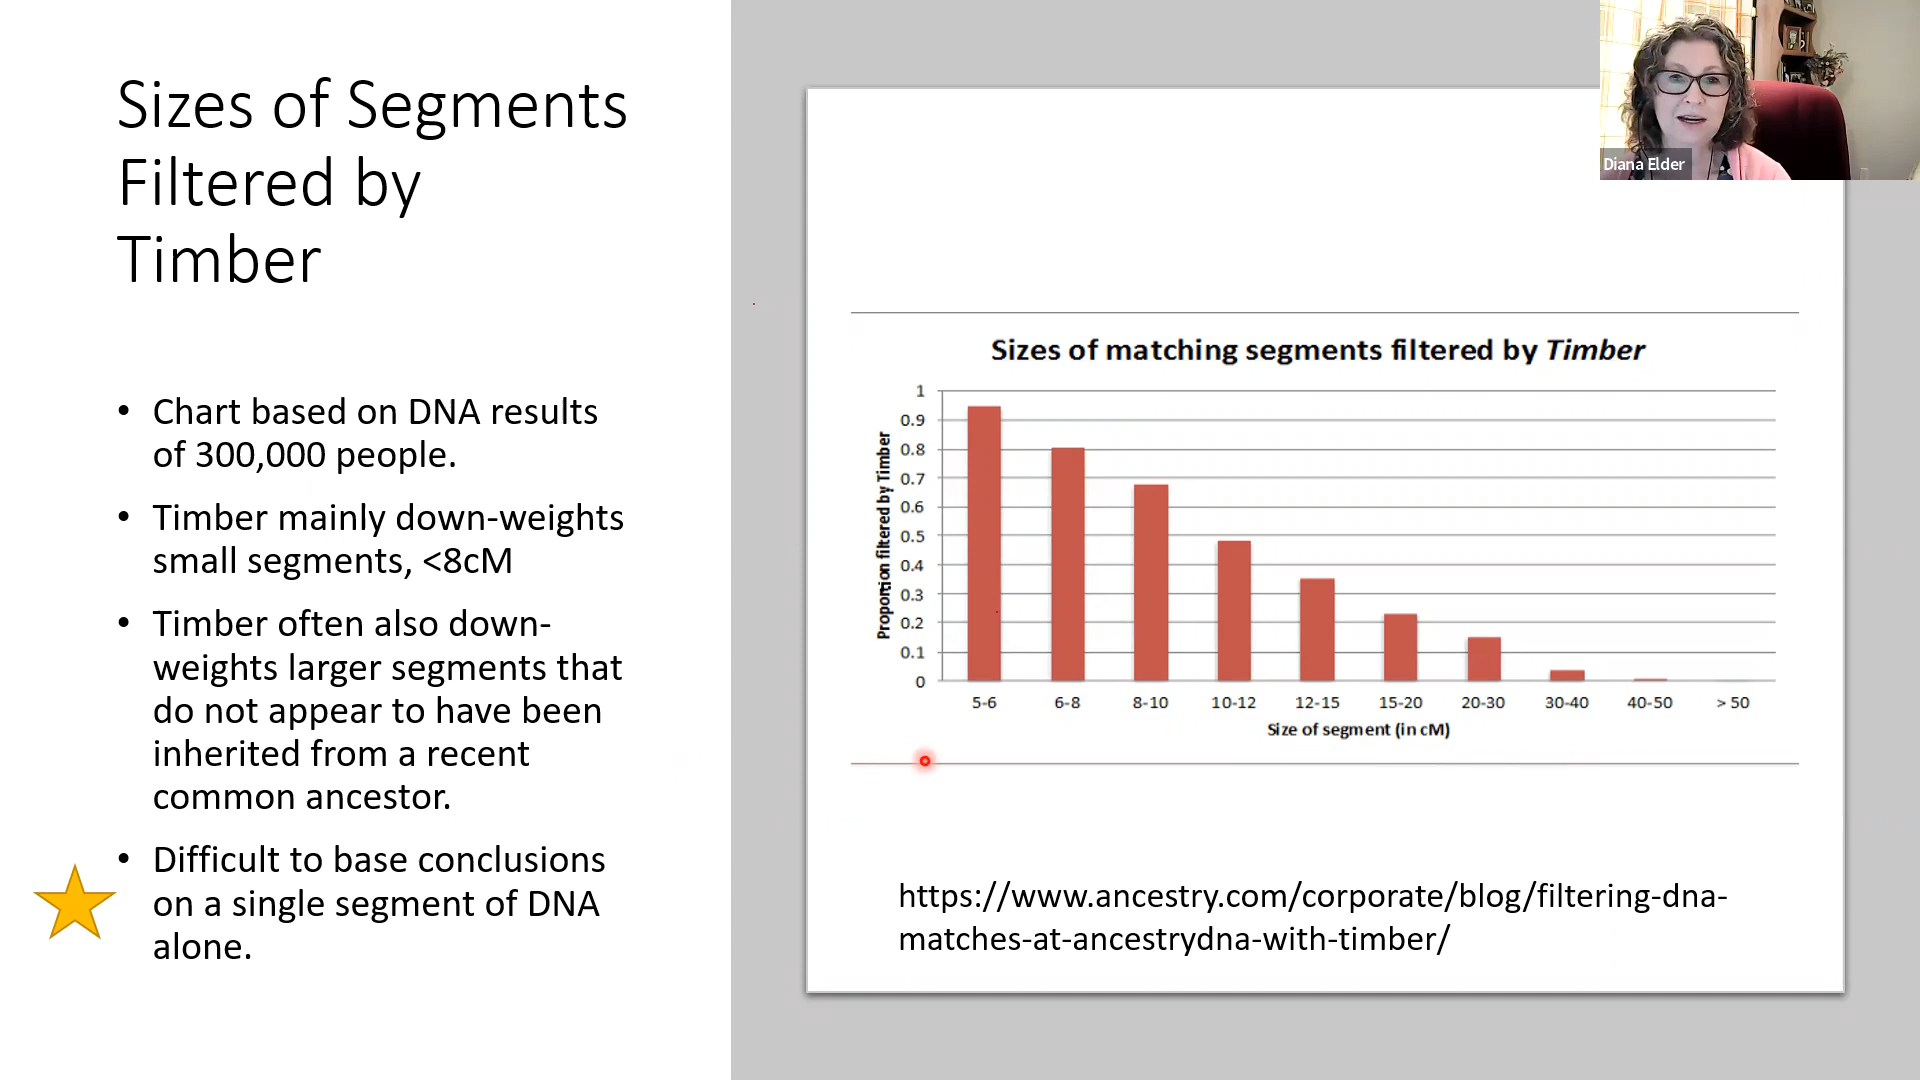 Sizes of Segments
Filtered by
Timber
• Chart based on DNA results
of 300,000 people.
• Timber mainly down-weights
small segments, <8cM
• Timber often also down-
weights larger segments that
do not appear to have been
inherited from a recent
common ancestor.
• Difficult to base conclusions
on a single segment of DNA
alone.
Sizes of matching segments filtered by Timber
Proportion filtered by Timber
1
0.9
0.8
0.7
0.6
0.5
0.4
0.3
0.2
0.1
0
5-6 6-8 8-10 10-12 12-15 15-20 20-30 30-40 40-50 > 50
Size of segment (in cM)
https://www.ancestry.com/corporate/blog/filtering-dna-
matches-at-ancestrydna-with-timber/
Diana Elder